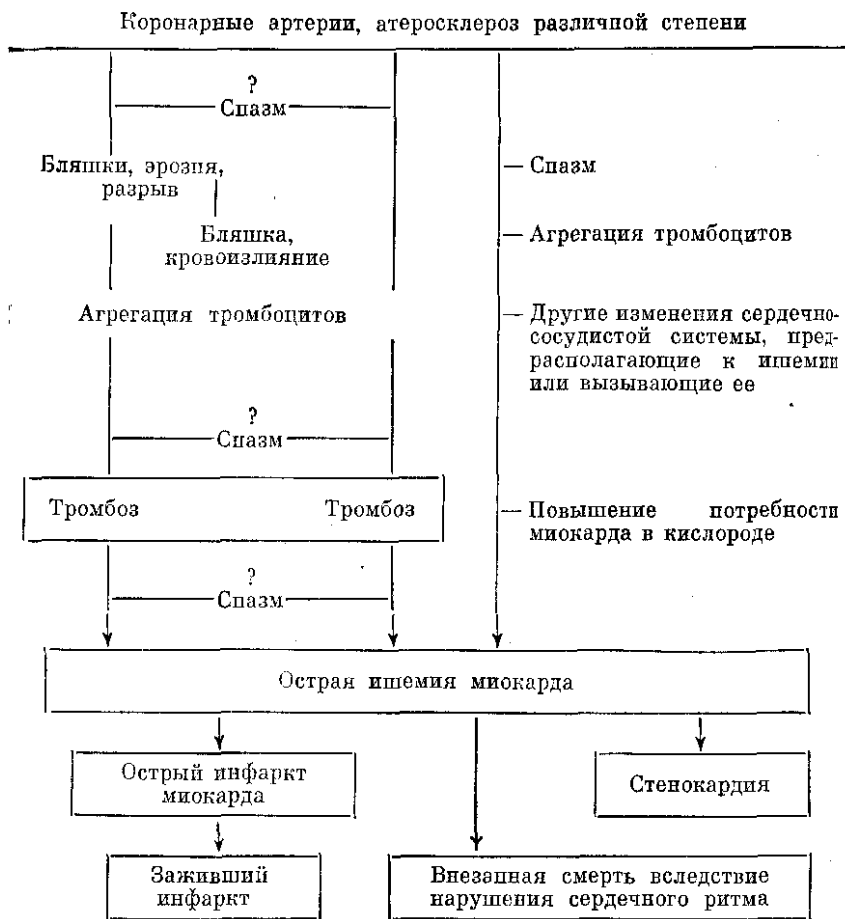 Коронарные артерии, атеросклероз различной степени
?
Спазм
Бляшки, эрозия,
разрыв
Бляшка,
кровоизлияние
Агрегация тромбоцитов
?
Спазм
Тромбоз Тромбоз
?
Спазм
Спазм
Агрегация тромбоцитов
Другие изменения сердечно-
сосудистой системы, пред-
располагающие к ишемии
или вызывающие ее
Повышение потребности
миокарда в кислороде
Острая ишемия миокарда
Острый инфаркт
миокарда
Стенокардия
Заживший
инфаркт
Внезапная смерть вследствие
нарушения сердечного ритма